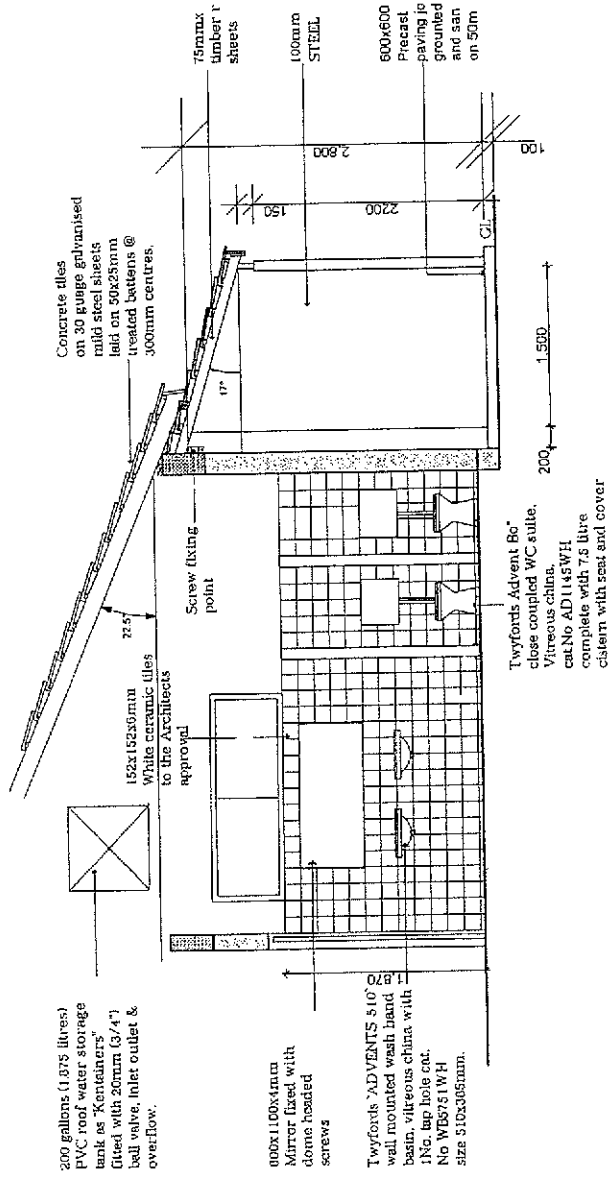 200 gallons (1.875 litres)
PVC roof water storage
tank as "Kentainers"
fitted with 20mm (3/4")
ball valve, inlet outlet &
overflow.
800x1100x4mm
Mirror fixed with
dome headed
screws
Twyfords 'ADVENTS 510'
wall mounted wash hand
basin, vitreous china with
1No. tap hole cat.
No WB5751WH
size 510x385mm.
1,870
152x152x6mm
White ceramic tiles
to the Architects
approval
22.5°
Screw fixing
point
Concrete tiles
on 30 guage galvanised
mild steel sheets
laid on 50x25mm
treated battens @
300mm centres.
17°
Twyfords Advent Bo"
close coupled WC suite,
Vitreous china,
cat.No AD1145WH
complete with 7.5 litre
cistern with seat and cover
200
1,500
GL
150
2200
2,800
100
75mmx
timber r
sheets
100mm
STEEL
600x600
Precast
paving jo
grounted
and san
on 50m